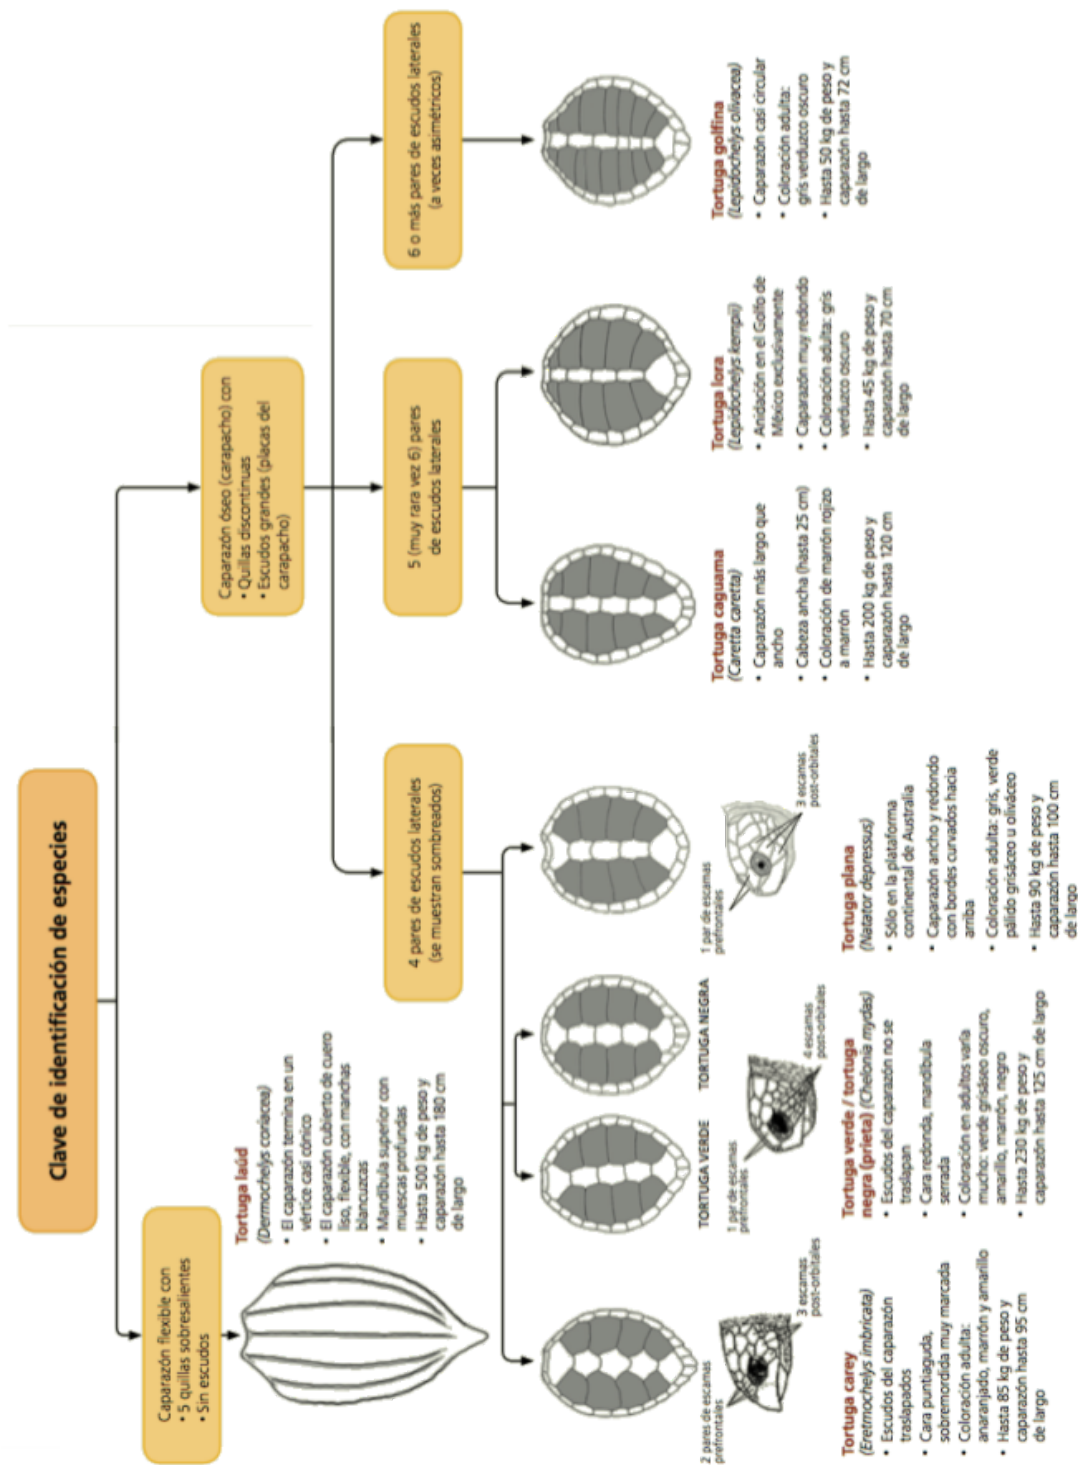 Clave de identificación de especies
Caparazón flexible con
• 5 quillas sobresalientes
• Sin escudos
Tortuga laúd
(Dermochelys coriacea)
• El caparazón termina en un
vértice casi cónico
• El caparazón cubierto de cuero
liso, flexible, con manchas
blancuzcas
• Mandíbula superior con
muescas profundas
• Hasta 500 kg de peso y
caparazón hasta 180 cm
de largo
Caparazón óseo (carapacho) con
• Quillas discontinuas
• Escudos grandes (placas del
carapacho)
4 pares de escudos laterales
(se muestran sombreados)
5 (muy rara vez 6) pares
de escudos laterales
6 o más pares de escudos laterales
(a veces asimétricos)
2 pares de escamas
prefrontales
3 escamas
post-orbitales
Tortuga carey
(Eretmochelys imbricata)
• Escudos del caparazón
traslapados
• Cara puntiaguda,
sobremordida muy marcada
• Coloración adulta:
anaranjado, marrón y amarillo
• Hasta 85 kg de peso y
caparazón hasta 95 cm
de largo
TORTUGA VERDE
TORTUGA NEGRA
1 par de escamas
prefrontales
4 escamas
post-orbitales
Tortuga verde / tortuga
negra (prieta) (Chelonia mydas)
• Escudos del caparazón no se
traslapan
• Cara redonda, mandíbula
serrada
• Coloración en adultos varía
mucho: verde grisáseo oscuro,
amarillo, marrón, negro
• Hasta 230 kg de peso y
caparazón hasta 125 cm de largo
1 par de escamas
prefrontales
3 escamas
post-orbitales
Tortuga plana
(Natator depressus)
• Sólo en la plataforma
continental de Australia
• Caparazón ancho y redondo
con bordes curvados hacia
arriba
• Coloración adulta: gris, verde
pálido grisáceo u oliváceo
• Hasta 90 kg de peso y
caparazón hasta 100 cm
de largo
Tortuga caguama
(Caretta caretta)
• Caparazón más largo que
ancho
• Cabeza ancha (hasta 25 cm)
• Coloración de marrón rojizo
a marrón
• Hasta 200 kg de peso y
caparazón hasta 120 cm
de largo
Tortuga lora
(Lepidochelys kempii)
• Anidación en el Golfo de
México exclusivamente
• Caparazón muy redondo
• Coloración adulta: gris
verduzco oscuro
• Hasta 45 kg de peso y
caparazón hasta 70 cm
de largo
Tortuga golfina
(Lepidochelys olivacea)
• Caparazón casi circular
• Coloración adulta:
gris verduzco oscuro
• Hasta 50 kg de peso y
caparazón hasta 72 cm
de largo